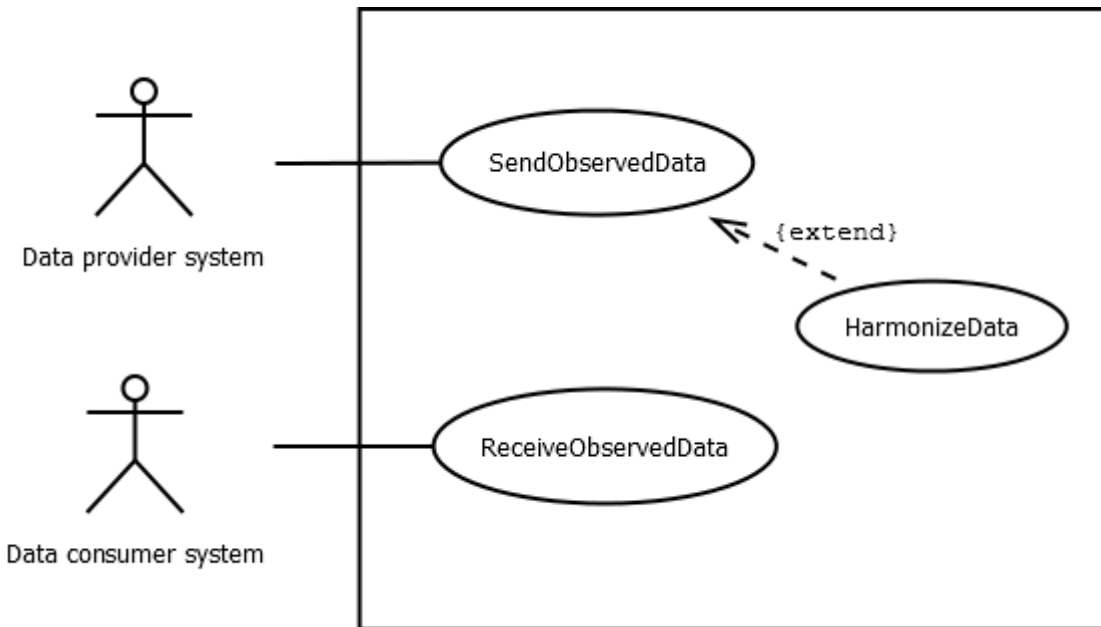 SendObservedData
{extend}
Data provider system
HarmonizeData
ReceiveObservedData
Data consumer system